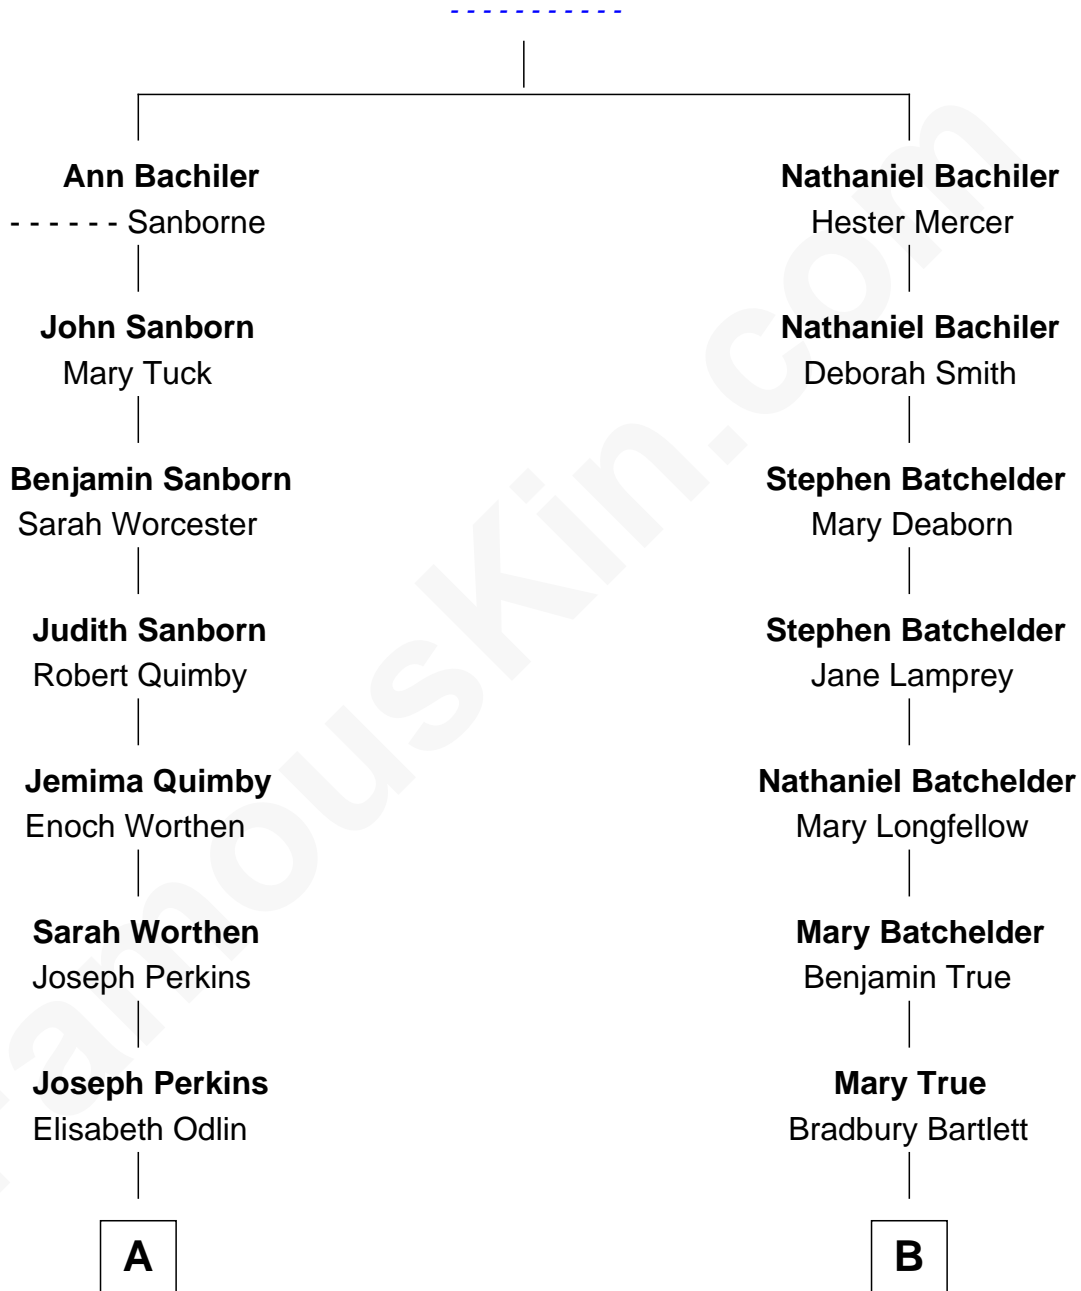 - - - - - - - - - - -
Ann Bachiler
- - - - - - Sanborne
Nathaniel Bachiler
Hester Mercer
John Sanborn
Mary Tuck
Nathaniel Bachiler
Deborah Smith
Benjamin Sanborn
Sarah Worcester
Stephen Batchelder
Mary Deaborn
Judith Sanborn
Robert Quimby
Stephen Batchelder
Jane Lamprey
Jemima Quimby
Enoch Worthen
Nathaniel Batchelder
Mary Longfellow
Sarah Worthen
Joseph Perkins
Mary Batchelder
Benjamin True
Joseph Perkins
Elisabeth Odlin
Mary True
Bradbury Bartlett
A
B
FamousKin.com